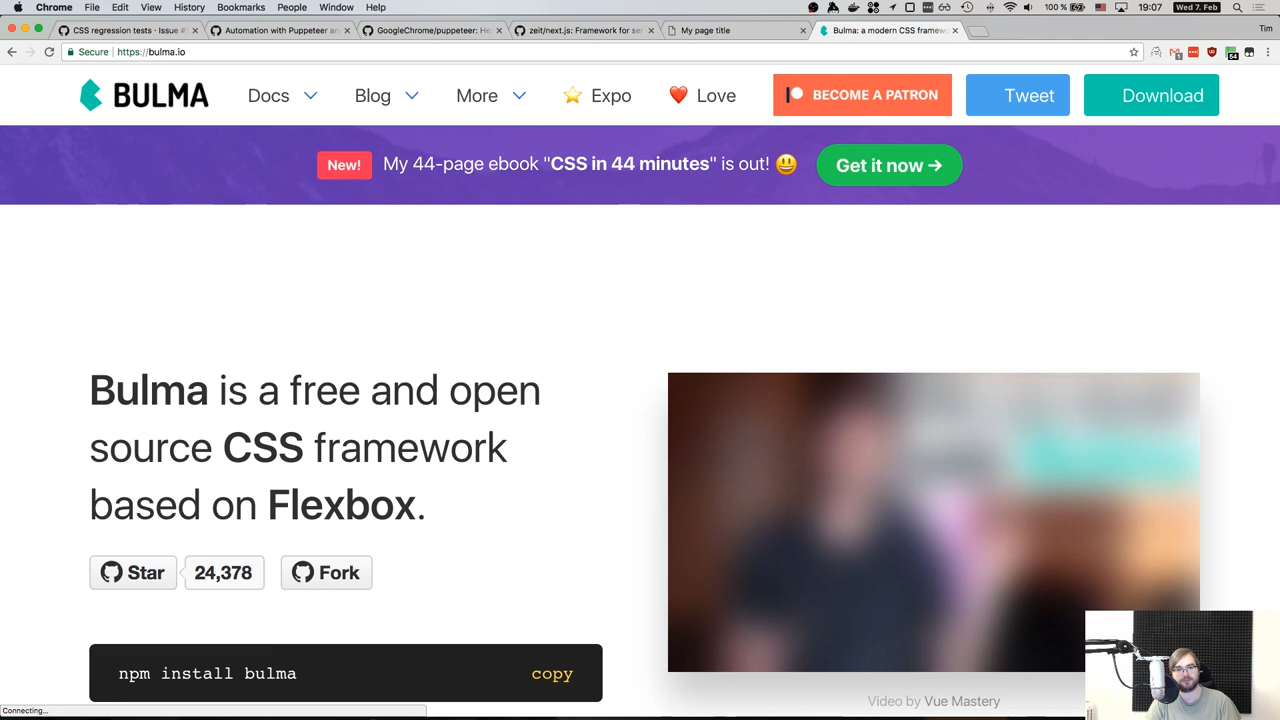 Chrome File Edit View History Bookmarks People Window Help 100 % 19:07 Wed 7. Feb
CSS regression tests · Issue # Automation with Puppeteer an GoogleChrome/puppeteer: He zeit/next.js: Framework for ser My page title Bulma: a modern CSS framew Tim
Secure https://bulma.io
BULMA Docs Blog More Expo Love BECOME A PATRON Tweet Download
New! My 44-page ebook "CSS in 44 minutes" is out! 😃 Get it now →
Bulma is a free and open
source CSS framework
based on Flexbox.
Star 24,378 Fork
npm install bulma copy
Video by Vue Mastery
Connecting...